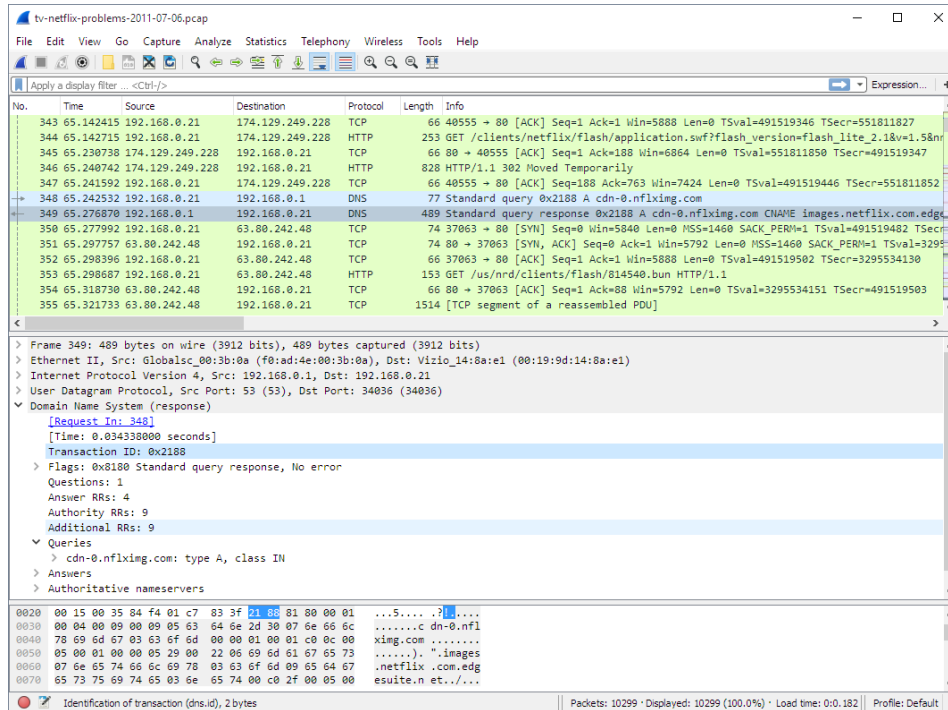 tv-netflix-problems-2011-07-06.pcap
File Edit View Go Capture Analyze Statistics Telephony Wireless Tools Help
Apply a display filter ... <Ctrl-/> Expression... +
No. Time Source Destination Protocol Length Info
343 65.142415 192.168.0.21 174.129.249.228 TCP 66 40555 → 80 [ACK] Seq=1 Ack=1 Win=5888 Len=0 TSval=491519346 TSecr=551811827
344 65.142715 192.168.0.21 174.129.249.228 HTTP 253 GET /clients/netflix/flash/application.swf?flash_version=flash_lite_2.1&v=1.5&nr
345 65.230738 174.129.249.228 192.168.0.21 TCP 66 80 → 40555 [ACK] Seq=1 Ack=188 Win=6864 Len=0 TSval=551811850 TSecr=491519347
346 65.240742 174.129.249.228 192.168.0.21 HTTP 828 HTTP/1.1 302 Moved Temporarily
347 65.241592 192.168.0.21 174.129.249.228 TCP 66 40555 → 80 [ACK] Seq=188 Ack=763 Win=7424 Len=0 TSval=491519446 TSecr=551811852
348 65.242532 192.168.0.21 192.168.0.1 DNS 77 Standard query 0x2188 A cdn-0.nflximg.com
349 65.276870 192.168.0.1 192.168.0.21 DNS 489 Standard query response 0x2188 A cdn-0.nflximg.com CNAME images.netflix.com.edge
350 65.277992 192.168.0.21 63.80.242.48 TCP 74 37063 → 80 [SYN] Seq=0 Win=5840 Len=0 MSS=1460 SACK_PERM=1 TSval=491519482 TSecr
351 65.297757 63.80.242.48 192.168.0.21 TCP 74 80 → 37063 [SYN, ACK] Seq=0 Ack=1 Win=5792 Len=0 MSS=1460 SACK_PERM=1 TSval=3295
352 65.298396 192.168.0.21 63.80.242.48 TCP 66 37063 → 80 [ACK] Seq=1 Ack=1 Win=5888 Len=0 TSval=491519502 TSecr=3295534130
353 65.298687 192.168.0.21 63.80.242.48 HTTP 153 GET /us/nrd/clients/flash/814540.bun HTTP/1.1
354 65.318730 63.80.242.48 192.168.0.21 TCP 66 80 → 37063 [ACK] Seq=1 Ack=88 Win=5792 Len=0 TSval=3295534151 TSecr=491519503
355 65.321733 63.80.242.48 192.168.0.21 TCP 1514 [TCP segment of a reassembled PDU]
> Frame 349: 489 bytes on wire (3912 bits), 489 bytes captured (3912 bits)
> Ethernet II, Src: Globalsc_00:3b:0a (f0:ad:4e:00:3b:0a), Dst: Vizio_14:8a:e1 (00:19:9d:14:8a:e1)
> Internet Protocol Version 4, Src: 192.168.0.1, Dst: 192.168.0.21
> User Datagram Protocol, Src Port: 53 (53), Dst Port: 34036 (34036)
Domain Name System (response)
[Request In: 348]
[Time: 0.034338000 seconds]
Transaction ID: 0x2188
> Flags: 0x8180 Standard query response, No error
Questions: 1
Answer RRs: 4
Authority RRs: 9
Additional RRs: 9
Queries
> cdn-0.nflximg.com: type A, class IN
> Answers
> Authoritative nameservers
0020 00 15 00 35 84 f4 01 c7 83 3f 21 88 81 80 00 01 ...5.... .?!.....
0030 00 04 00 09 00 09 05 63 64 6e 2d 30 07 6e 66 6c .......c dn-0.nfl
0040 78 69 6d 67 03 63 6f 6d 00 00 01 00 01 c0 0c 00 ximg.com ........
0050 05 00 01 00 00 05 29 00 22 06 69 6d 61 67 65 73 ......). ".images
0060 07 6e 65 74 66 6c 69 78 03 63 6f 6d 09 65 64 67 .netflix .com.edg
0070 65 73 75 69 74 65 03 6e 65 74 00 c0 2f 00 05 00 esuite.n et../...
Identification of transaction (dns.id), 2 bytes Packets: 10299 · Displayed: 10299 (100.0%) · Load time: 0:0.182 Profile: Default